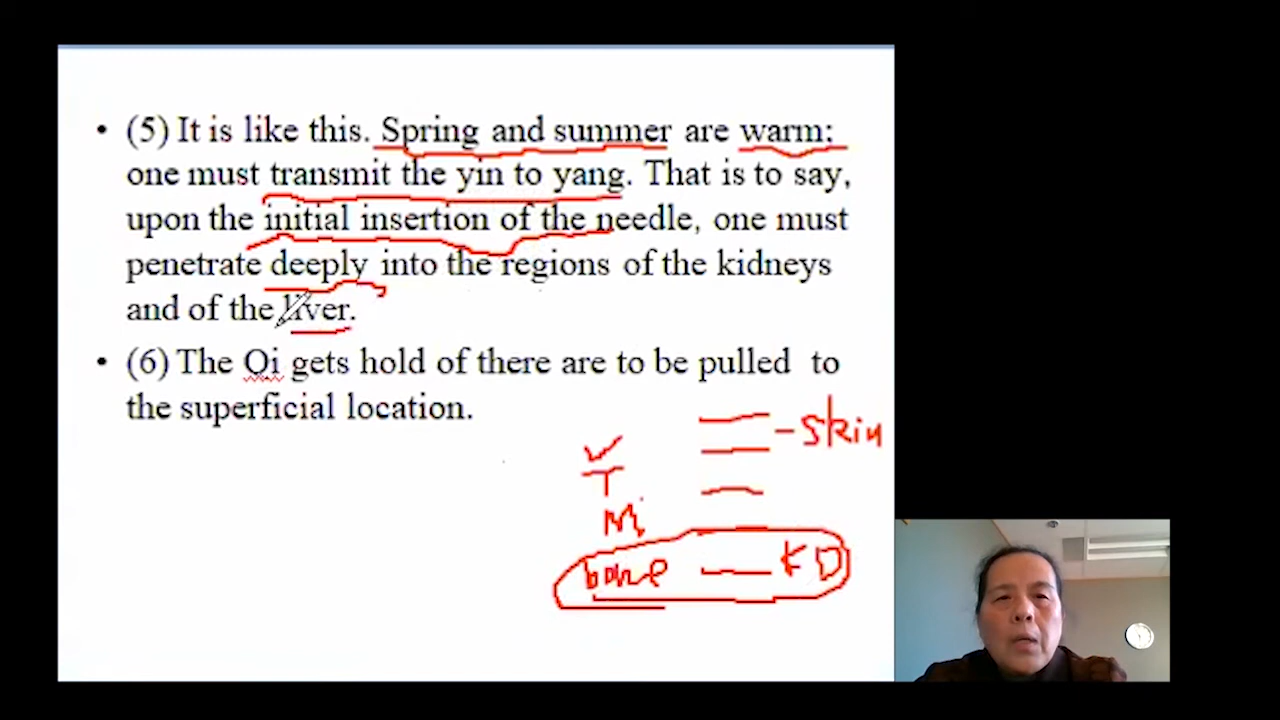 • (5) It is like this. Spring and summer are warm;
one must transmit the yin to yang. That is to say,
upon the initial insertion of the needle, one must
penetrate deeply into the regions of the kidneys
and of the liver.
• (6) The Qi gets hold of there are to be pulled to
the superficial location.
- Skin
T
M
bone — KD